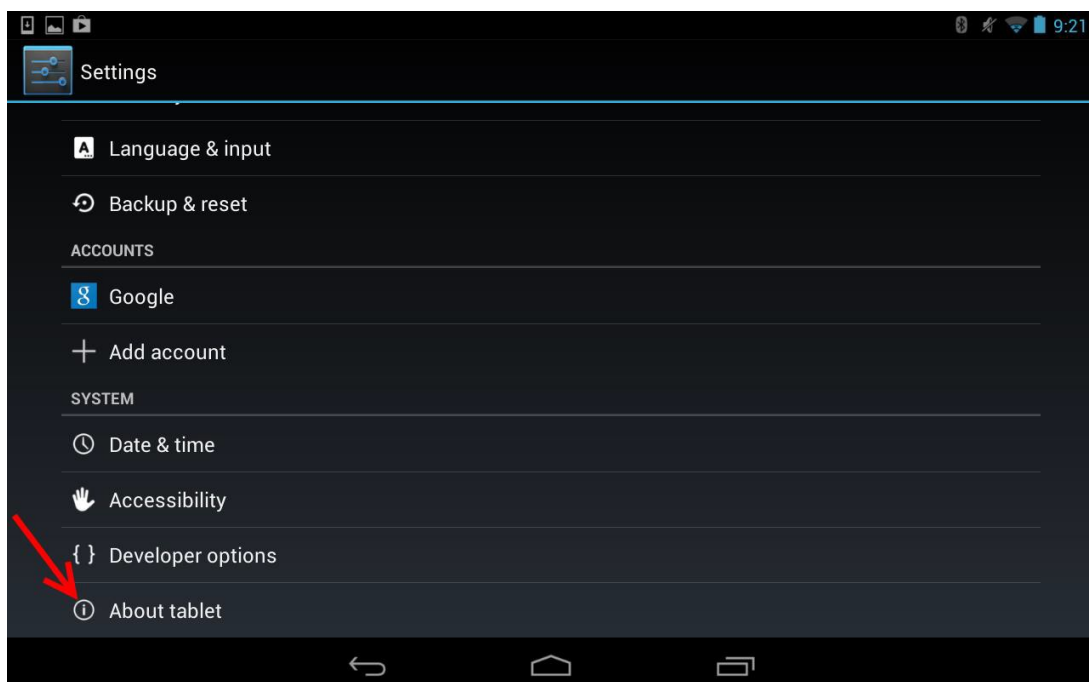 9:21
Settings
Language & input
Backup & reset
ACCOUNTS
Google
Add account
SYSTEM
Date & time
Accessibility
{ } Developer options
About tablet